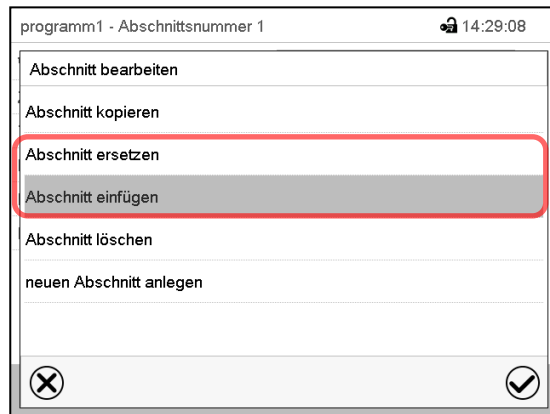 programm1 - Abschnittsnummer 1 14:29:08
Abschnitt bearbeiten
Abschnitt kopieren
Abschnitt ersetzen
Abschnitt einfügen
Abschnitt löschen
neuen Abschnitt anlegen